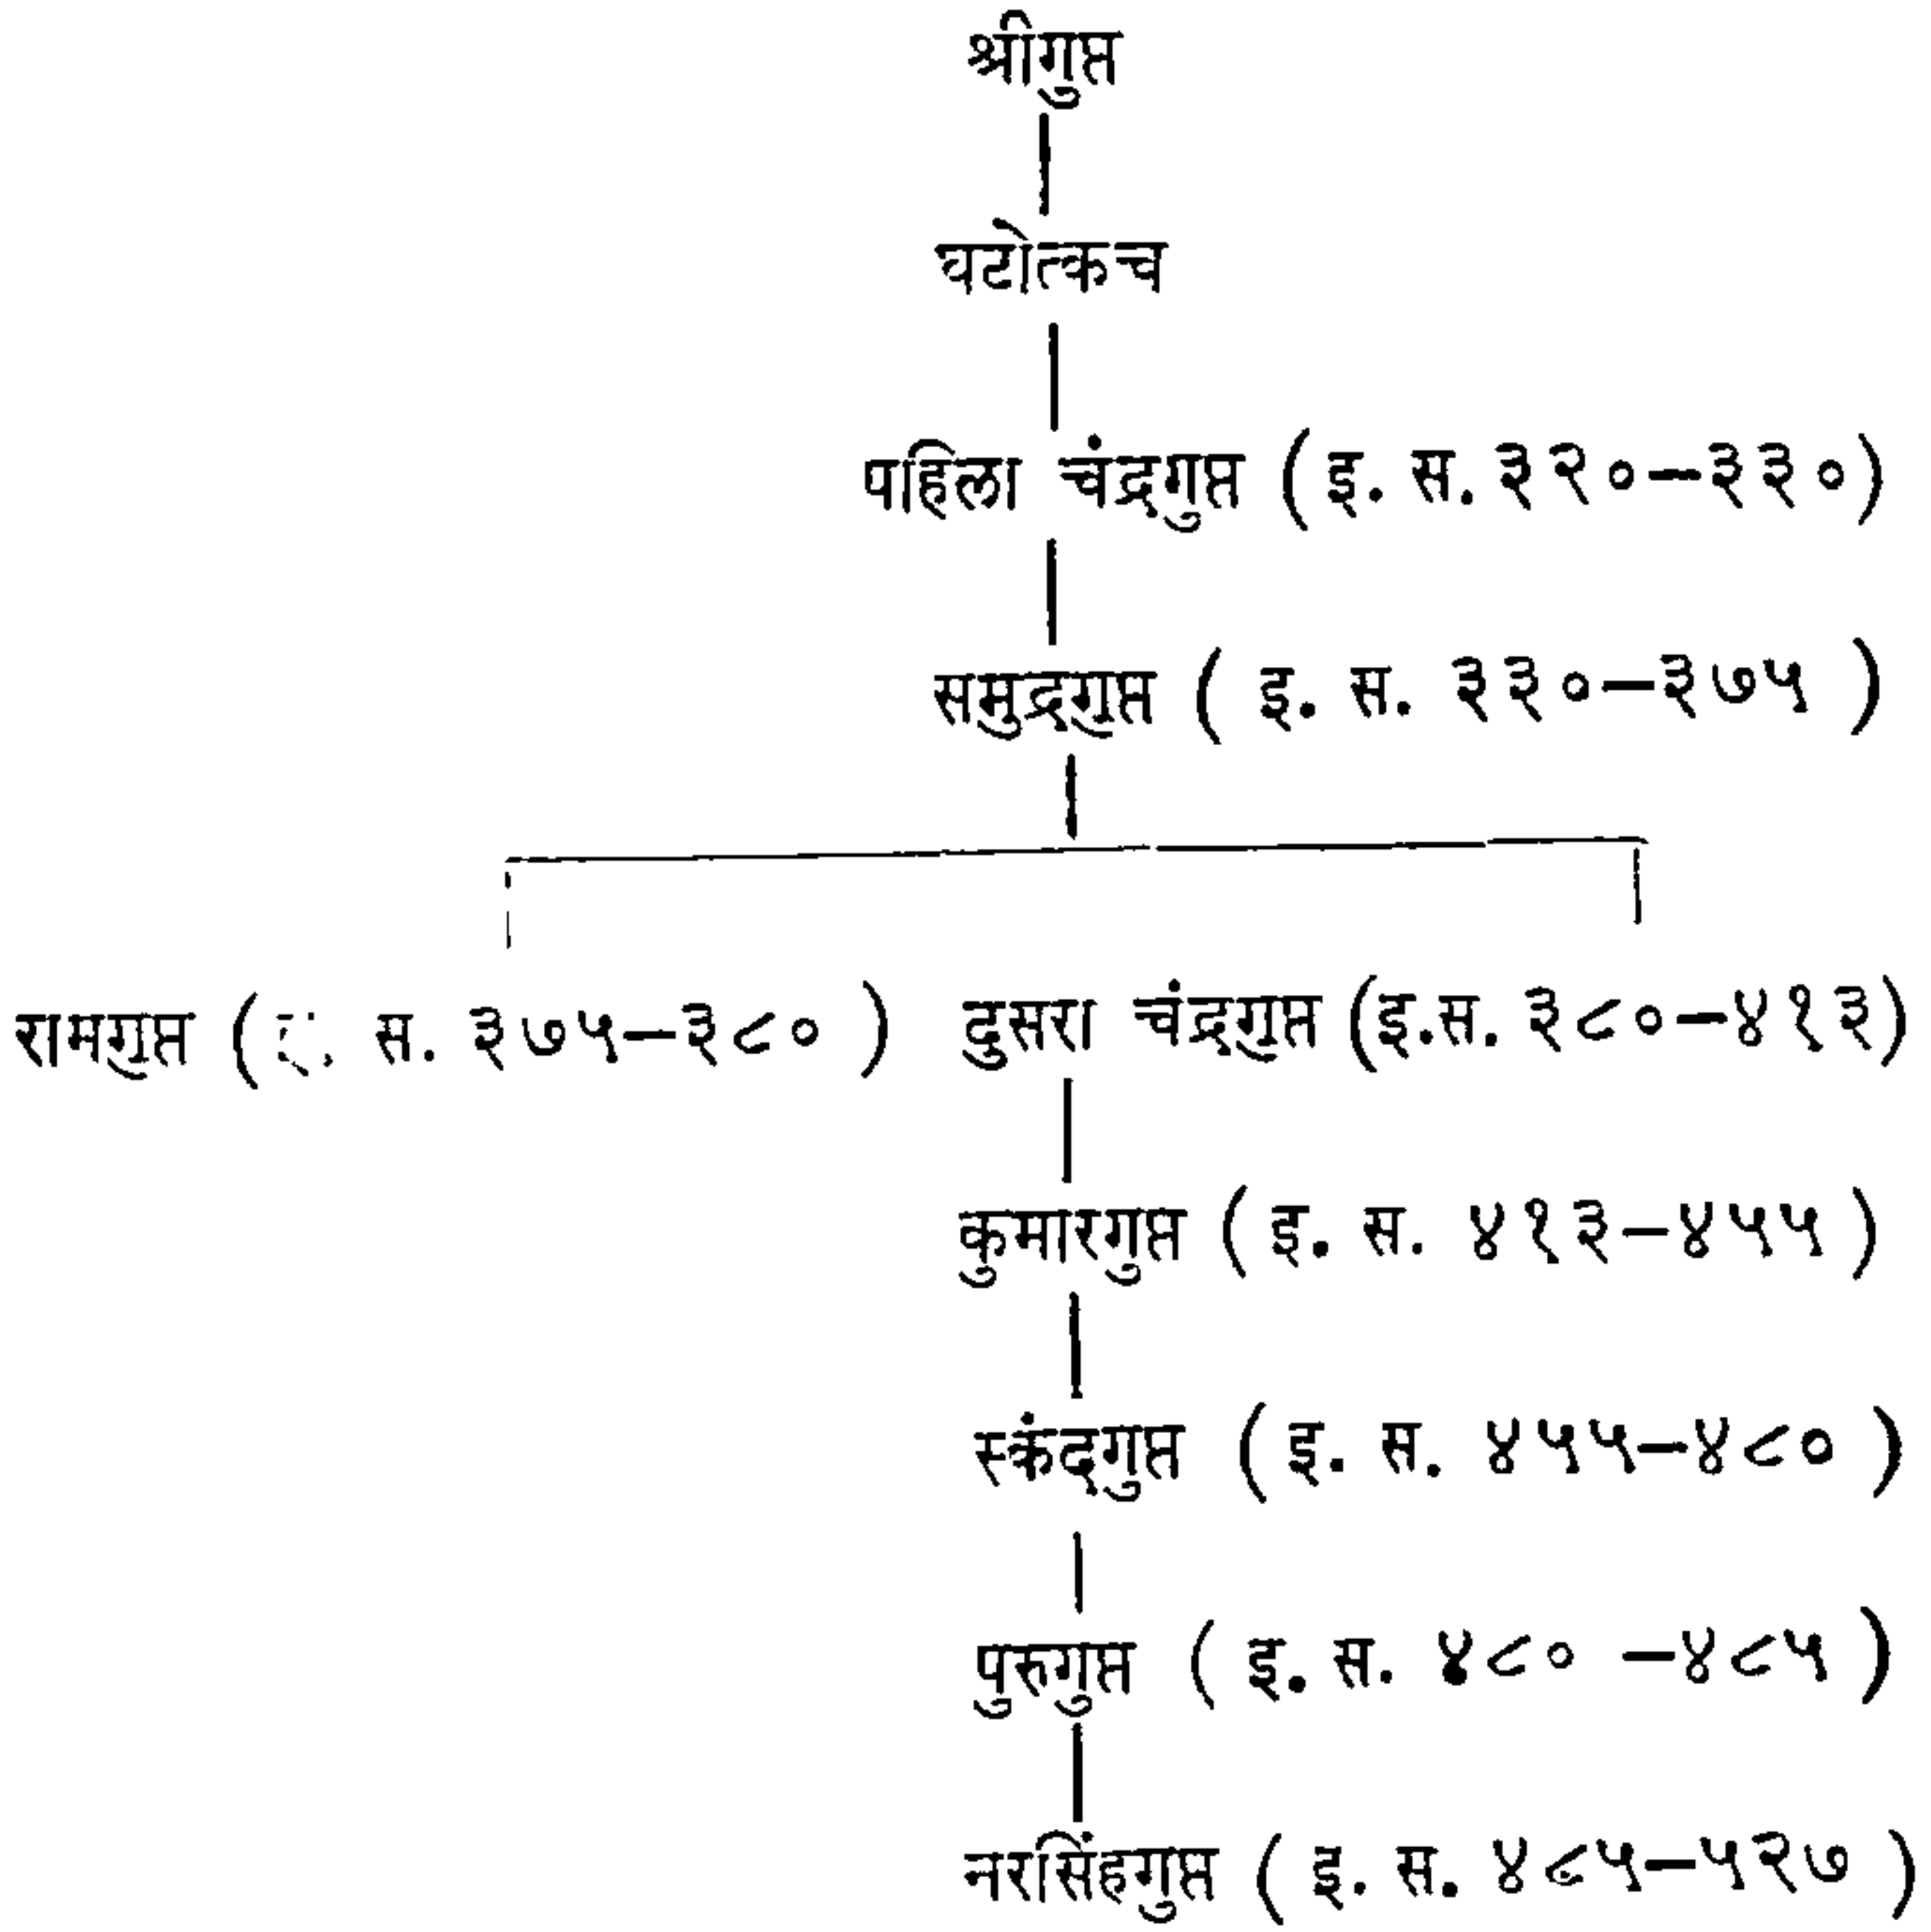 श्रीगुप्त
घटोत्कच
पहिला चंद्रगुप्त (इ. स. ३२०–३३०)
समुद्रगुप्त ( इ. स. ३३०–३७५ )
रामगुप्त ( स. ३७५–३८० ) दुसरा चंद्रगुप्त (इ.स. ३८०–४१३)
कुमारगुप्त ( इ. स. ४१३–४५५ )
स्कंदगुप्त ( इ. स. ४५५–४८० )
पुरुगुप्त ( इ. स. ४८० –४८५ )
नरसिंहगुप्त ( इ. स. ४८५–५२७ )